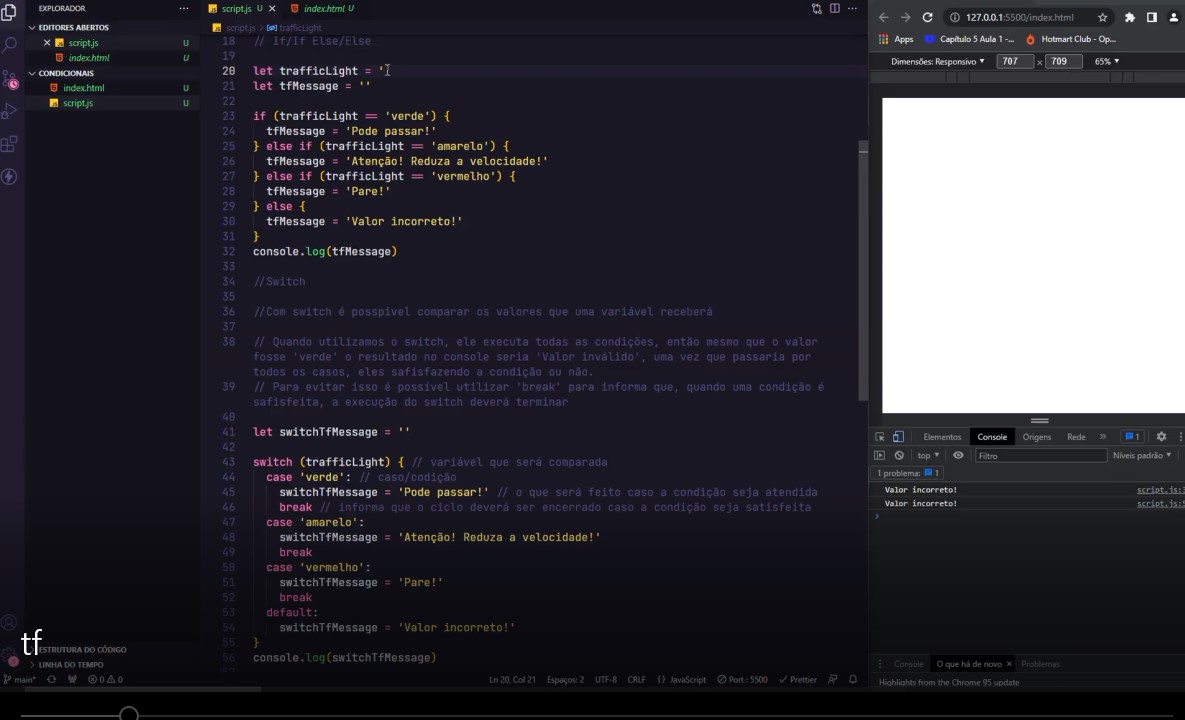 EXPLORADOR
EDITORES ABERTOS
script.js U
index.html U
CONDICIONAIS
index.html U
script.js U
ESTRUTURA DO CÓDIGO
LINHA DO TEMPO
tf
script.js U
index.html U
script.js > trafficLight
18 // If/If Else/Else
19
20 let trafficLight = '
21 let tfMessage = ''
22
23 if (trafficLight == 'verde') {
24 tfMessage = 'Pode passar!'
25 } else if (trafficLight == 'amarelo') {
26 tfMessage = 'Atenção! Reduza a velocidade!'
27 } else if (trafficLight == 'vermelho') {
28 tfMessage = 'Pare!'
29 } else {
30 tfMessage = 'Valor incorreto!'
31 }
32 console.log(tfMessage)
33
34 //Switch
35
36 //Com switch é posspível comparar os valores que uma variável receberá
37
38 // Quando utilizamos o switch, ele executa todas as condições, então mesmo que o valor
fosse 'verde' o resultado no console seria 'Valor inválido', uma vez que passaria por
todos os casos, eles safisfazendo a condição ou não.
39 // Para evitar isso é possível utilizar 'break' para informa que, quando uma condição é
safisfeita, a execução do switch deverá terminar
40
41 let switchTfMessage = ''
42
43 switch (trafficLight) { // variável que será comparada
44 case 'verde': // caso/codição
45 switchTfMessage = 'Pode passar!' // o que será feito caso a condição seja atendida
46 break // informa que o ciclo deverá ser encerrado caso a condição seja satisfeita
47 case 'amarelo':
48 switchTfMessage = 'Atenção! Reduza a velocidade!'
49 break
50 case 'vermelho':
51 switchTfMessage = 'Pare!'
52 break
53 default:
54 switchTfMessage = 'Valor incorreto!'
55 }
56 console.log(switchTfMessage)
main* 0 0 Ln 20, Col 21 Espaços: 2 UTF-8 CRLF {} JavaScript Port : 5500 Prettier
127.0.0.1:5500/index.html
Apps Capítulo 5 Aula 1 -... Hotmart Club - Op...
Dimensões: Responsivo 707 × 709 65%
Elementos Console Origens Rede » 1
top Filtro Níveis padrão
1 problema: 1
Valor incorreto! script.js:
Valor incorreto! script.js:
Console O que há de novo × Problemas
Highlights from the Chrome 95 update